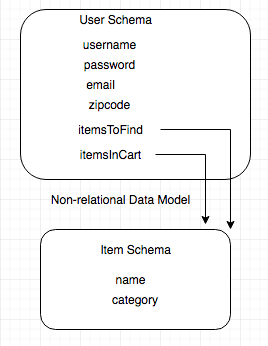 User Schema
username
password
email
zipcode
itemsToFind
itemsInCart
Non-relational Data Model
Item Schema
name
category